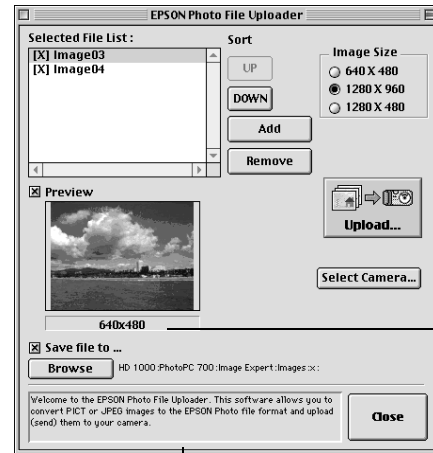 EPSON Photo File Uploader
Selected File List :
[X] Image03
[X] Image04
Sort
UP
DOWN
Add
Remove
Image Size
640 X 480
1280 X 960
1280 X 480
Preview
640x480
Upload...
Select Camera...
Save file to ...
Browse
HD 1000 :PhotoPC 700 :Image Expert :Images :x :
Welcome to the EPSON Photo File Uploader. This software allows you to
convert PICT or JPEG images to the EPSON Photo file format and upload
(send) them to your camera.
Close